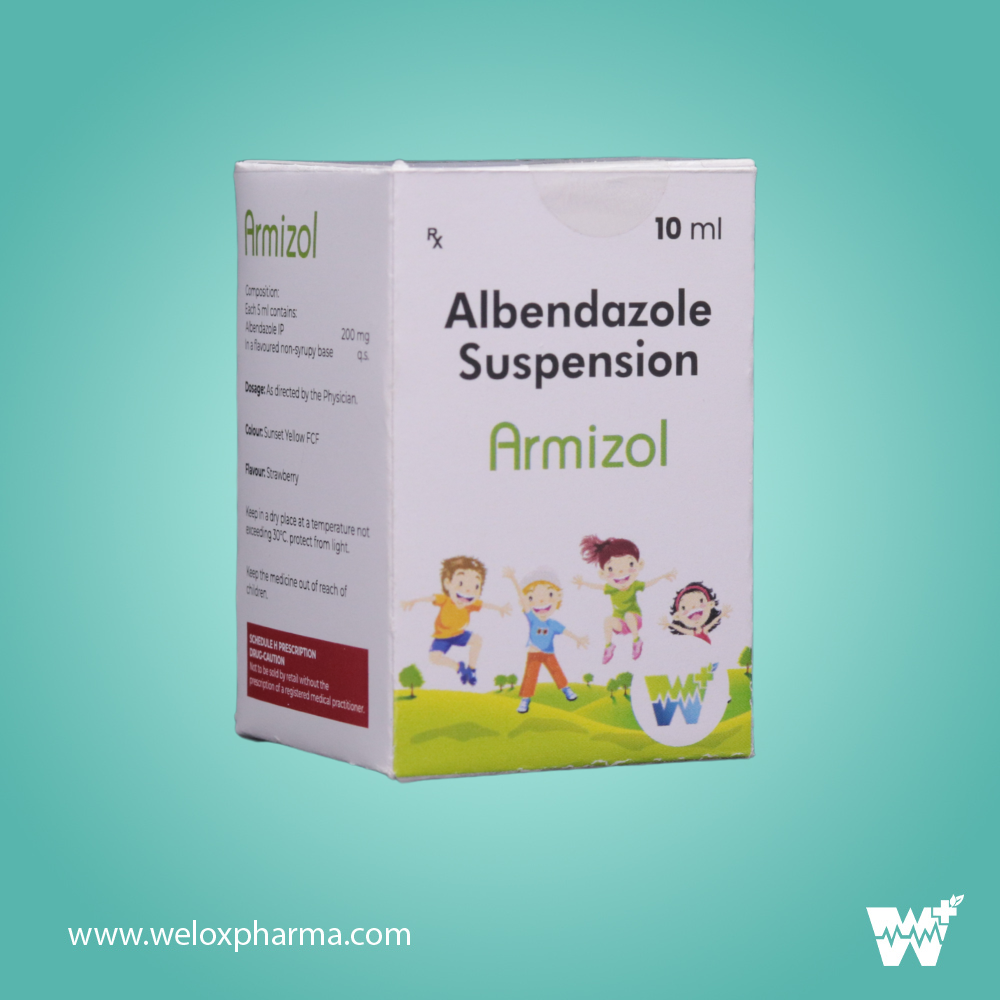 Armizol
Composition:
Each 5 ml contains:
Albendazole IP 200 mg
In a flavoured non-syrupy base q.s.
Dosage: As directed by the Physician.
Colour: Sunset Yellow FCF
Flavour: Strawberry
Keep in a dry place at a temperature not
exceeding 30°C, protect from light.
Keep the medicine out of reach of
children.
SCHEDULE H PRESCRIPTION
DRUG-CAUTION
Not to be sold by retail without the
prescription of a registered medical practitioner.
Rx
10 ml
Albendazole
Suspension
Armizol
W+
www.weloxpharma.com
W+